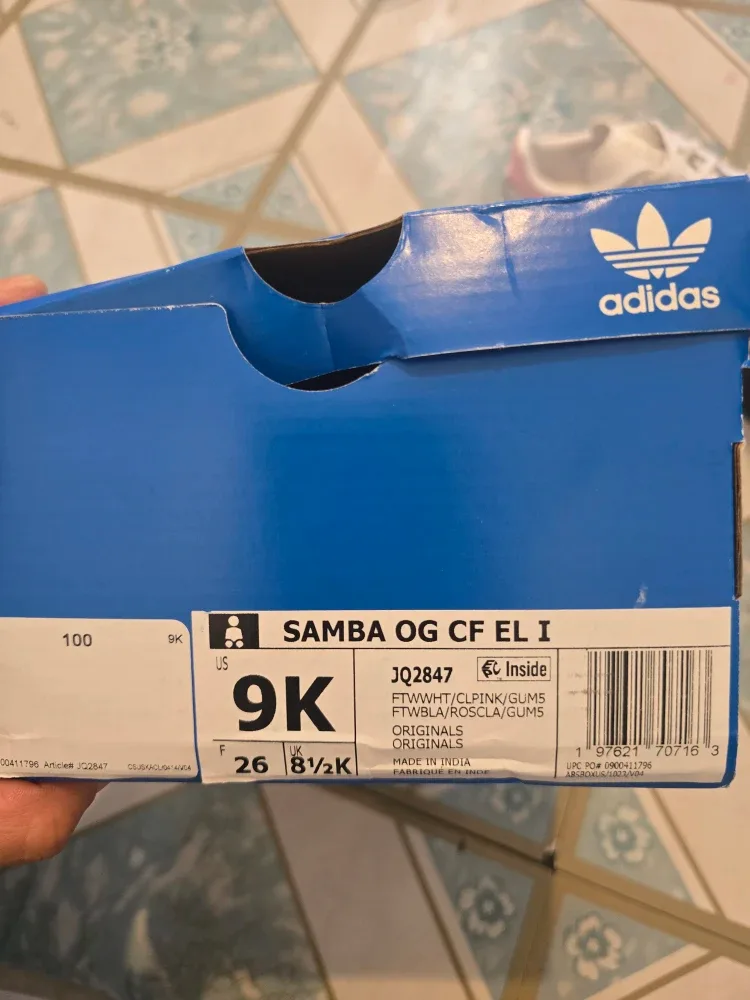 adidas
100 9K
00411796 Article# JQ2847
SAMBA OG CF EL I
US
9K
F 26 UK 8½K
JQ2847 Inside
FTWWHT/CLPINK/GUM5
FTWBLA/ROSCLA/GUM5
ORIGINALS
ORIGINALS
MADE IN INDIA
FABRIQUÉ EN INDE
1 97621 70716 3
UPC PO# 0900411796